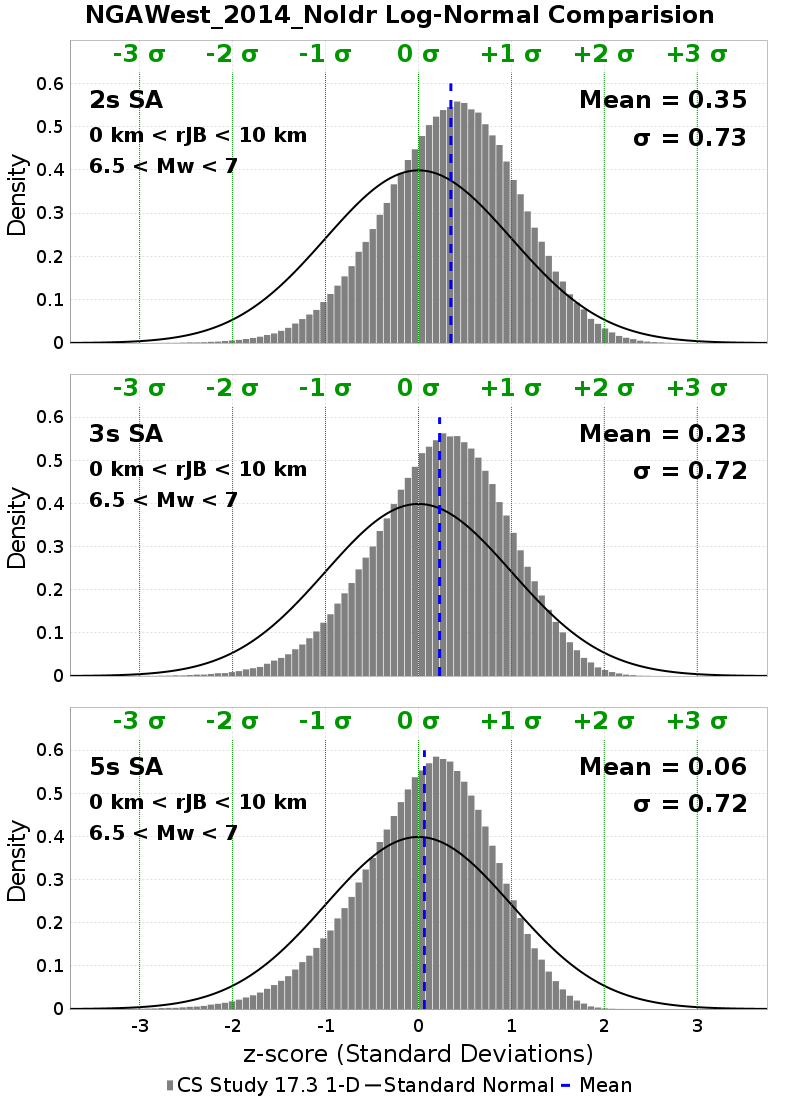 NGAWest_2014_NoIdr Log-Normal Comparision
-3 σ -2 σ -1 σ 0 σ +1 σ +2 σ +3 σ
0.6
2s SA
Mean = 0.35
0.5
0 km < rJB < 10 km
σ = 0.73
0.4
6.5 < Mw < 7
0.3
0.2
0.1
0
Density
-3 σ -2 σ -1 σ 0 σ +1 σ +2 σ +3 σ
0.6
3s SA
Mean = 0.23
0.5
0 km < rJB < 10 km
σ = 0.72
0.4
6.5 < Mw < 7
0.3
0.2
0.1
0
Density
-3 σ -2 σ -1 σ 0 σ +1 σ +2 σ +3 σ
0.6
5s SA
Mean = 0.06
0.5
0 km < rJB < 10 km
σ = 0.72
0.4
6.5 < Mw < 7
0.3
0.2
0.1
0
Density
-3 -2 -1 0 1 2 3
z-score (Standard Deviations)
CS Study 17.3 1-D Standard Normal Mean